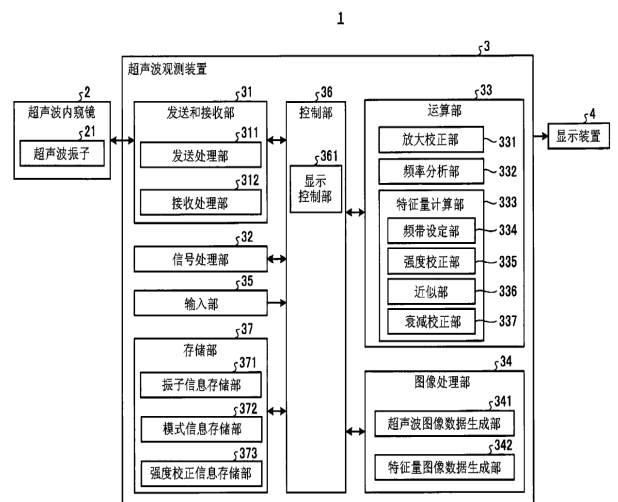 1
3
超声波观测装置
2
超声波内窥镜
21
超声波振子
31
发送和接收部
311
发送处理部
312
接收处理部
32
信号处理部
35
输入部
37
存储部
371
振子信息存储部
372
模式信息存储部
373
强度校正信息存储部
36
控制部
361
显示
控制部
33
运算部
放大校正部 331
频率分析部 332
特征量计算部 333
频带设定部 334
强度校正部 335
近似部 336
衰减校正部 337
34
图像处理部
341
超声波图像数据生成部
342
特征量图像数据生成部
4
显示装置